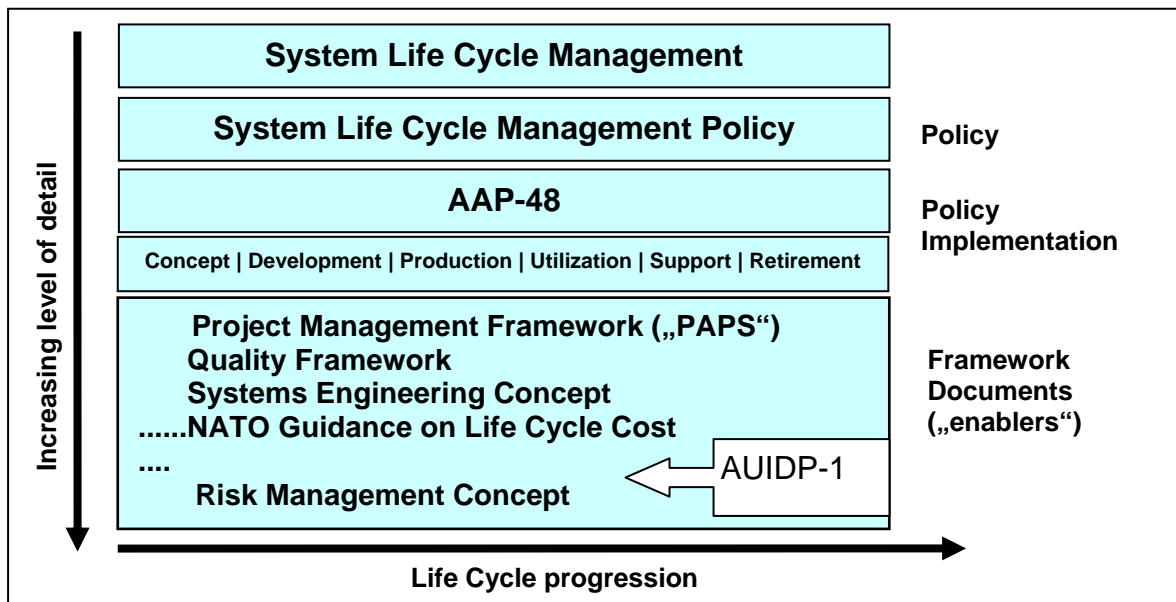 System Life Cycle Management
System Life Cycle Management Policy
Policy
AAP-48
Policy
Implementation
Concept | Development | Production | Utilization | Support | Retirement
Project Management Framework („PAPS“)
Quality Framework
Systems Engineering Concept
......NATO Guidance on Life Cycle Cost
....
Risk Management Concept
AUIDP-1
Framework
Documents
(„enablers“)
Increasing level of detail
Life Cycle progression